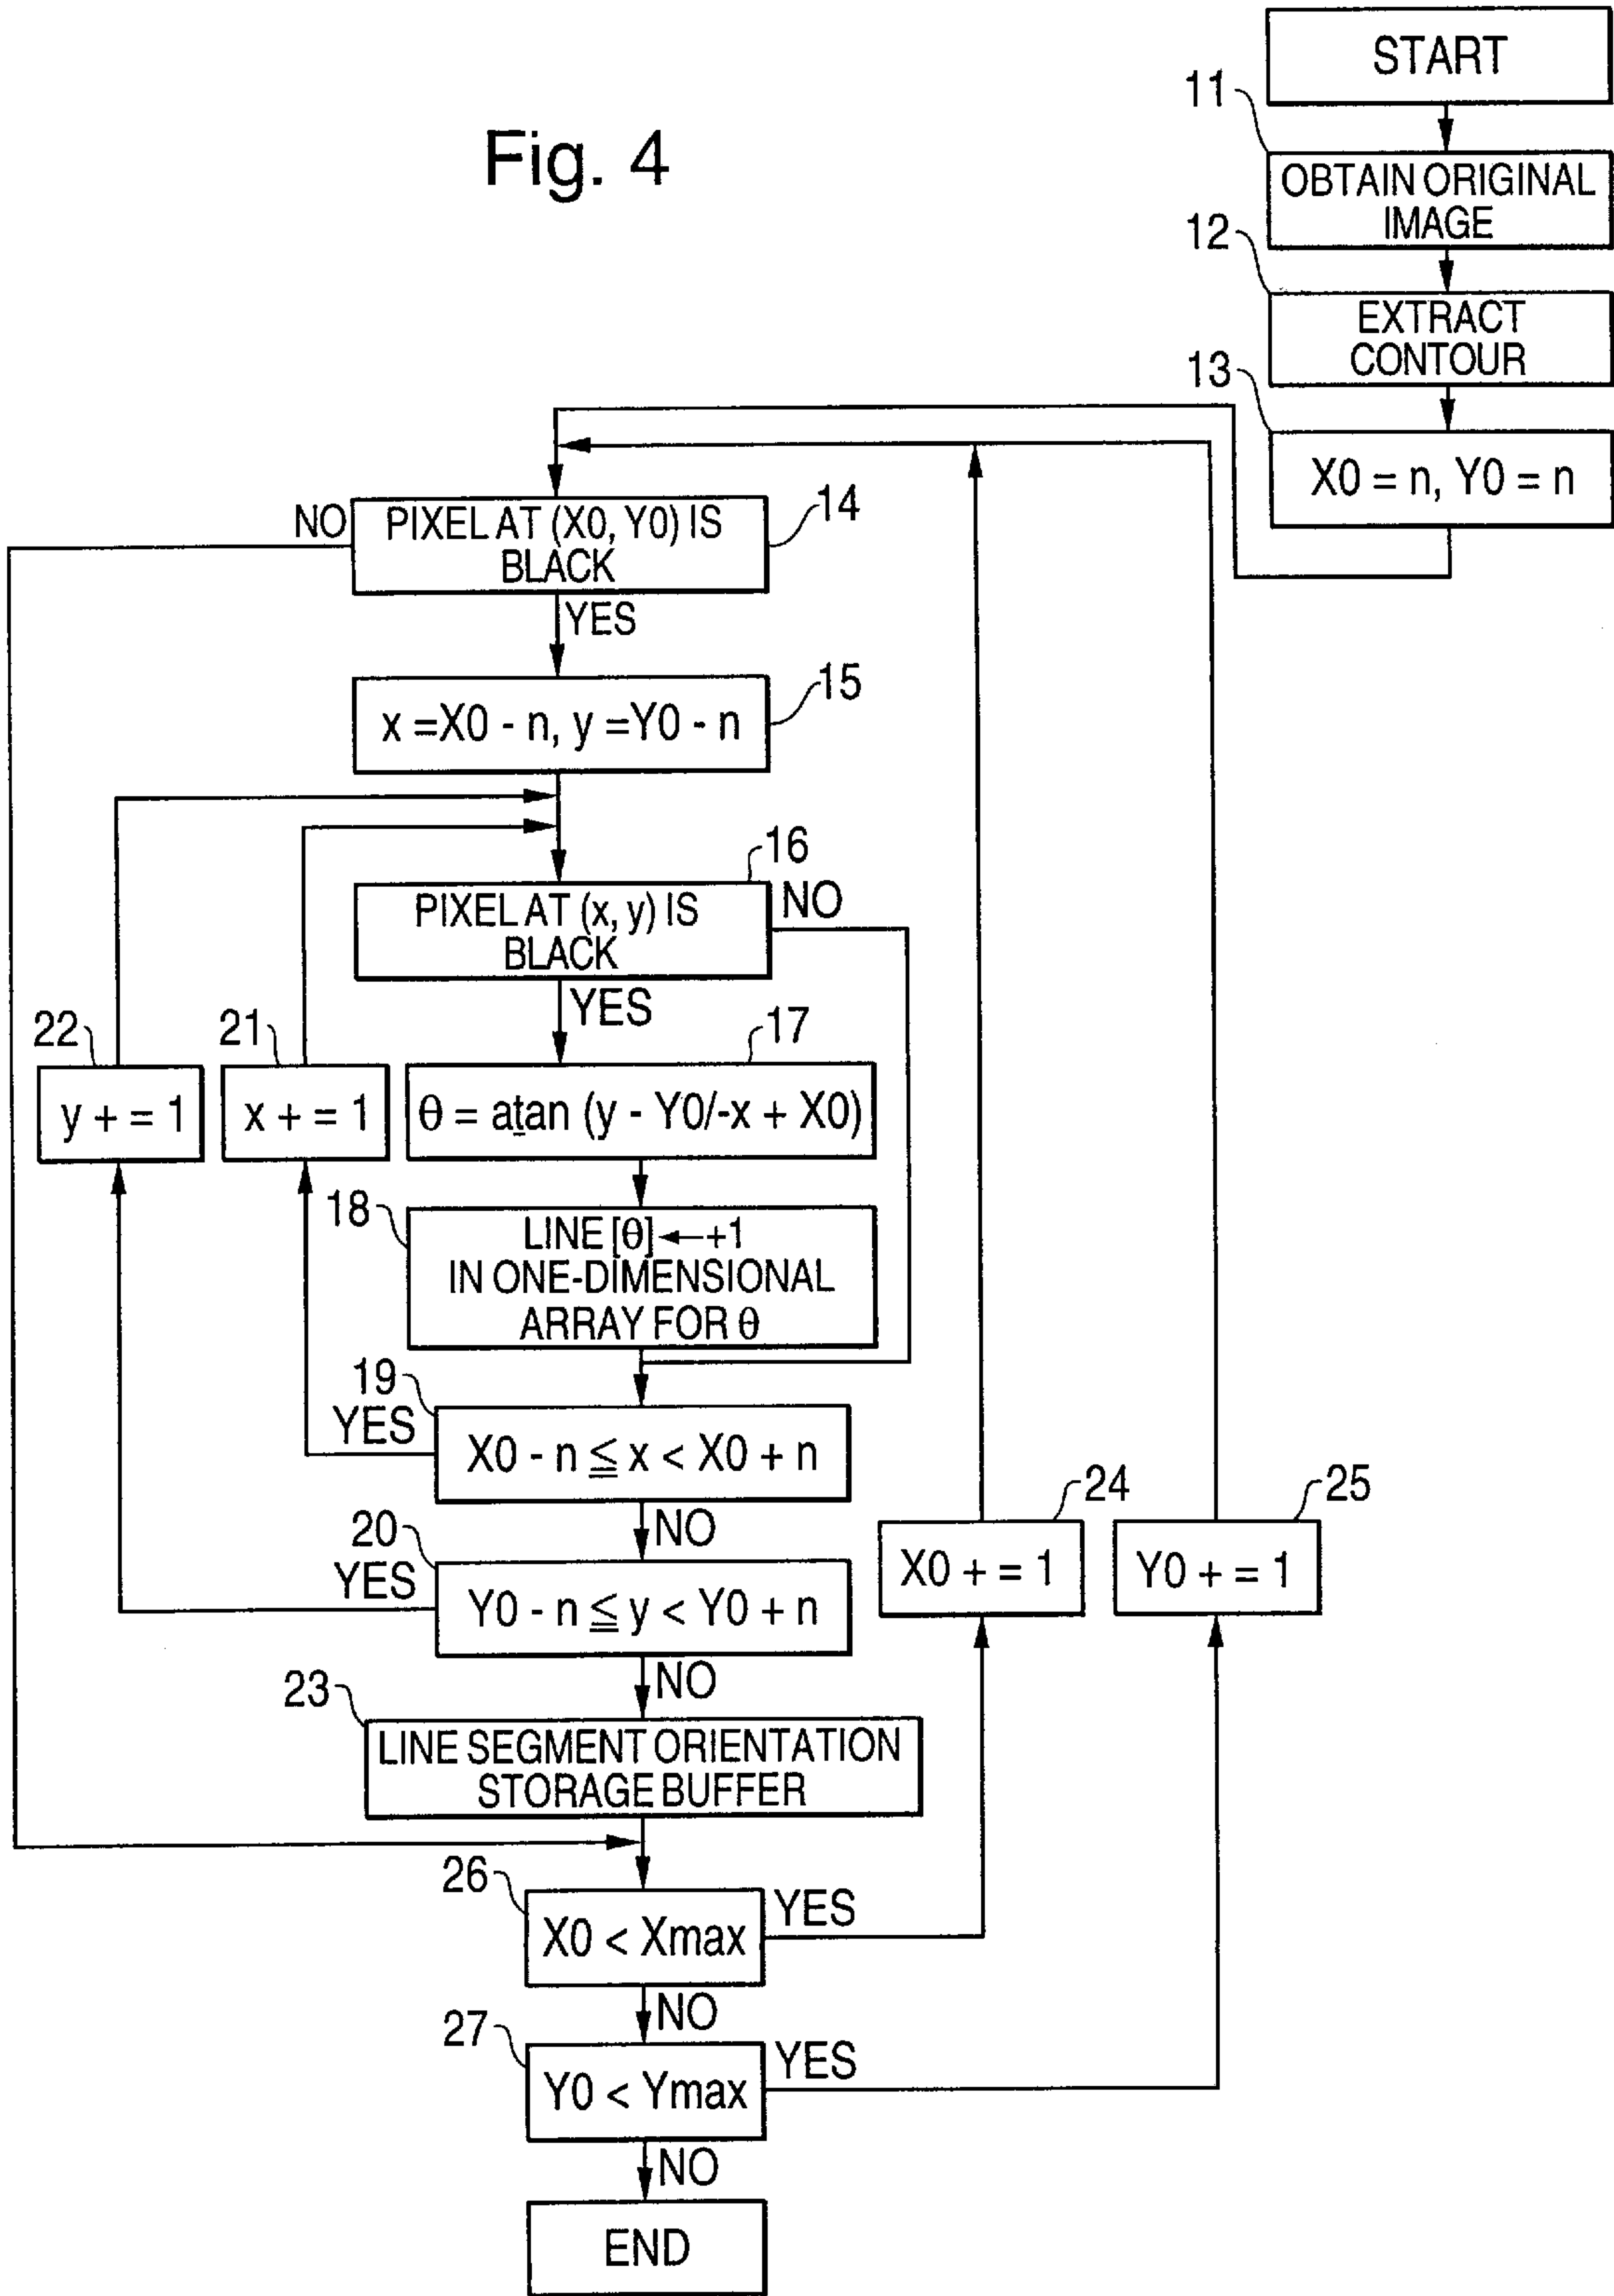 Fig. 4
START
11
OBTAIN ORIGINAL
IMAGE
12
EXTRACT
CONTOUR
13
X0 = n, Y0 = n
NO
PIXEL AT (X0, Y0) IS
BLACK
14
YES
15
x =X0 - n, y =Y0 - n
16
PIXEL AT (x, y) IS
BLACK
NO
YES
22
y + = 1
21
x + = 1
17
θ = atan (y - Y0/-x + X0)
18
LINE [θ] ←+1
IN ONE-DIMENSIONAL
ARRAY FOR θ
19
YES
X0 - n ≦ x < X0 + n
NO
20
YES
Y0 - n ≦ y < Y0 + n
NO
24
X0 + = 1
25
Y0 + = 1
23
LINE SEGMENT ORIENTATION
STORAGE BUFFER
26
X0 < Xmax
YES
NO
27
Y0 < Ymax
YES
NO
END